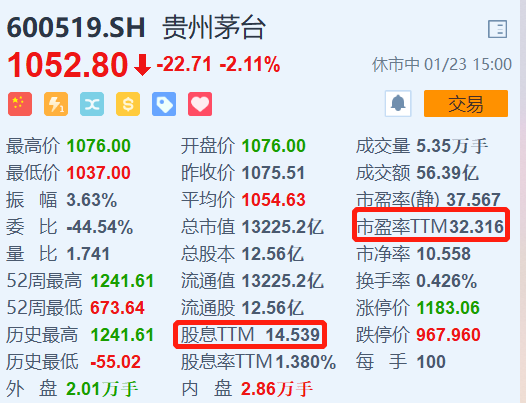 600519.SH 贵州茅台
1052.80 -22.71 -2.11% 休市中 01/23 15:00
交易
最高价 1076.00 开盘价 1076.00 成交量 5.35万手
最低价 1037.00 昨收价 1075.51 成交额 56.39亿
振幅 3.63% 平均价 1054.63 市盈率(静) 37.567
委比 -44.54% 总市值 13225.2亿 市盈率TTM 32.316
量比 1.741 总股本 12.56亿 市净率 10.558
52周最高 1241.61 流通值 13225.2亿 换手率 0.426%
52周最低 673.64 流通股 12.56亿 涨停价 1183.06
历史最高 1241.61 股息TTM 14.539 跌停价 967.960
历史最低 -55.02 股息率TTM 1.380% 每手 100
外盘 2.01万手 内盘 2.86万手